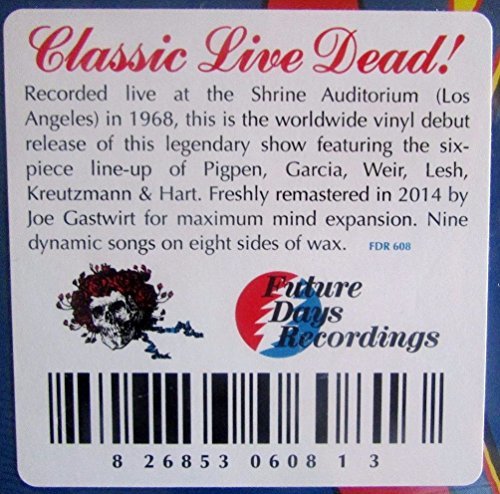 Classic Live Dead!
Recorded live at the Shrine Auditorium (Los
Angeles) in 1968, this is the worldwide vinyl debut
release of this legendary show featuring the six-
piece line-up of Pigpen, Garcia, Weir, Lesh,
Kreutzmann & Hart. Freshly remastered in 2014 by
Joe Gastwirt for maximum mind expansion. Nine
dynamic songs on eight sides of wax. FDR 608
Future
Days
Recordings
8 26853 06081 3